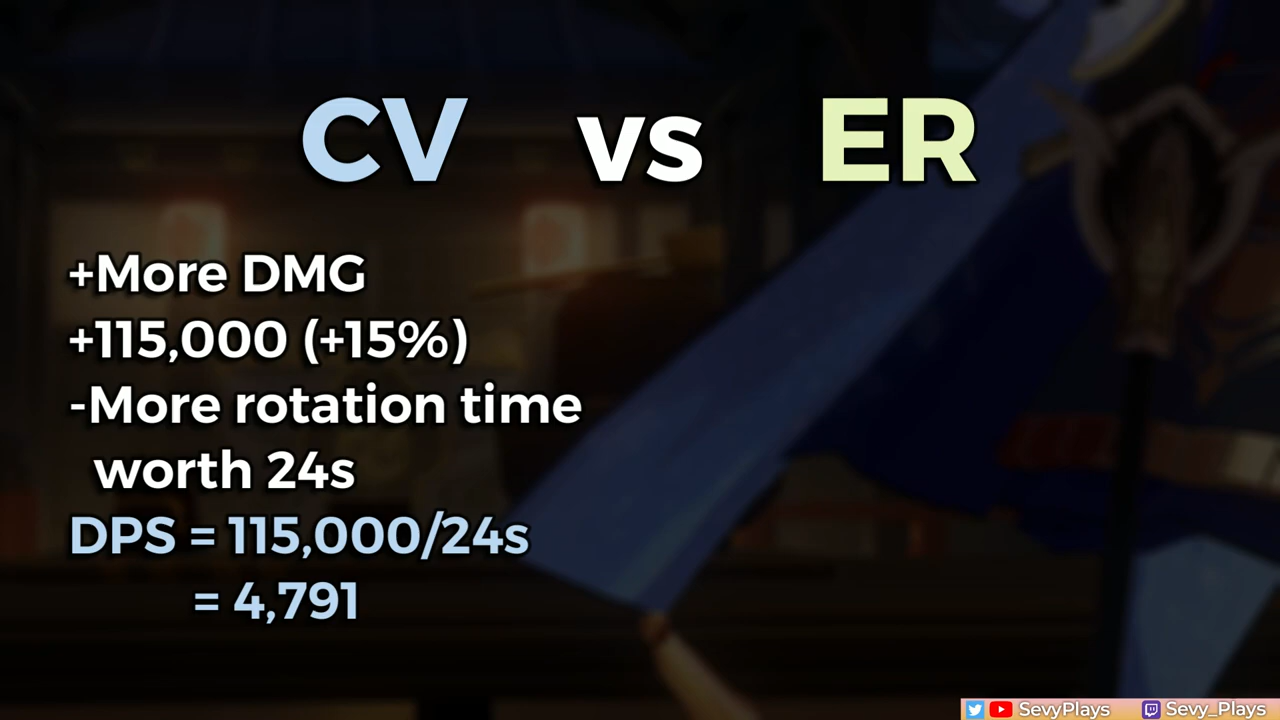 CV vs ER
+More DMG
+115,000 (+15%)
-More rotation time
worth 24s
DPS = 115,000/24s
= 4,791
SevyPlays Sevy_Plays